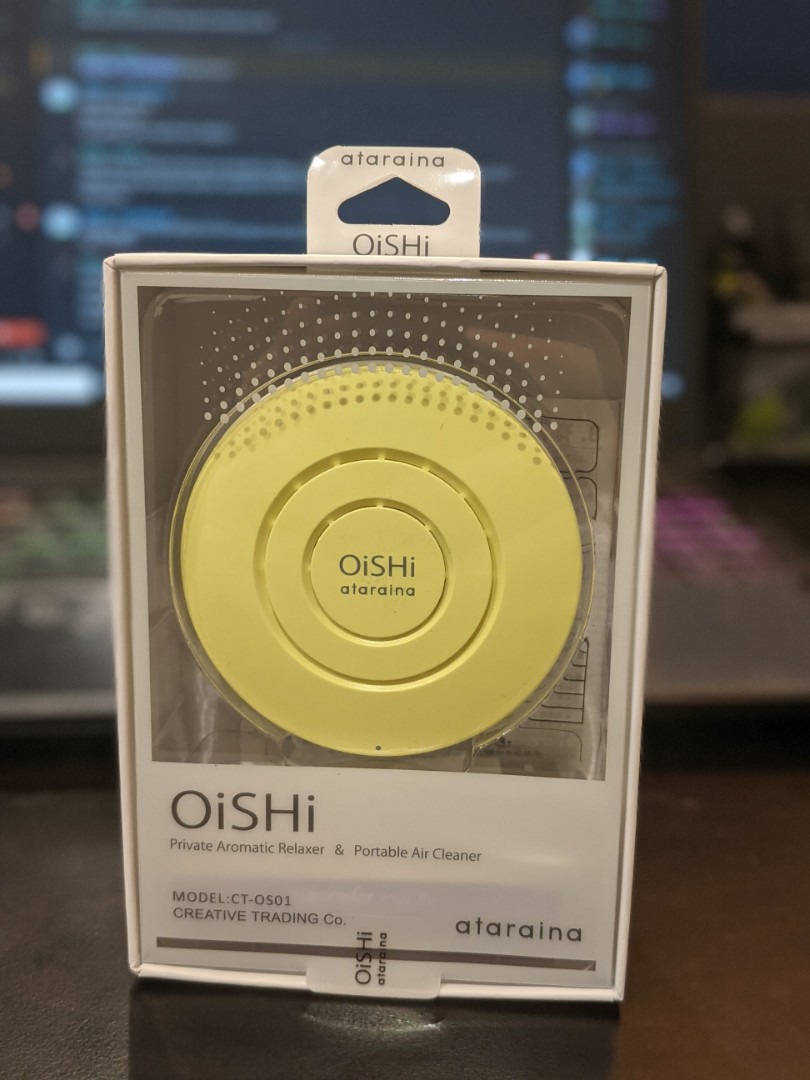 ataraina
OiSHi
OiSHi
ataraina
OiSHi
Private Aromatic Relaxer & Portable Air Cleaner
MODEL:CT-OS01
CREATIVE TRADING Co.
ataraina
OiSHi
ataraina